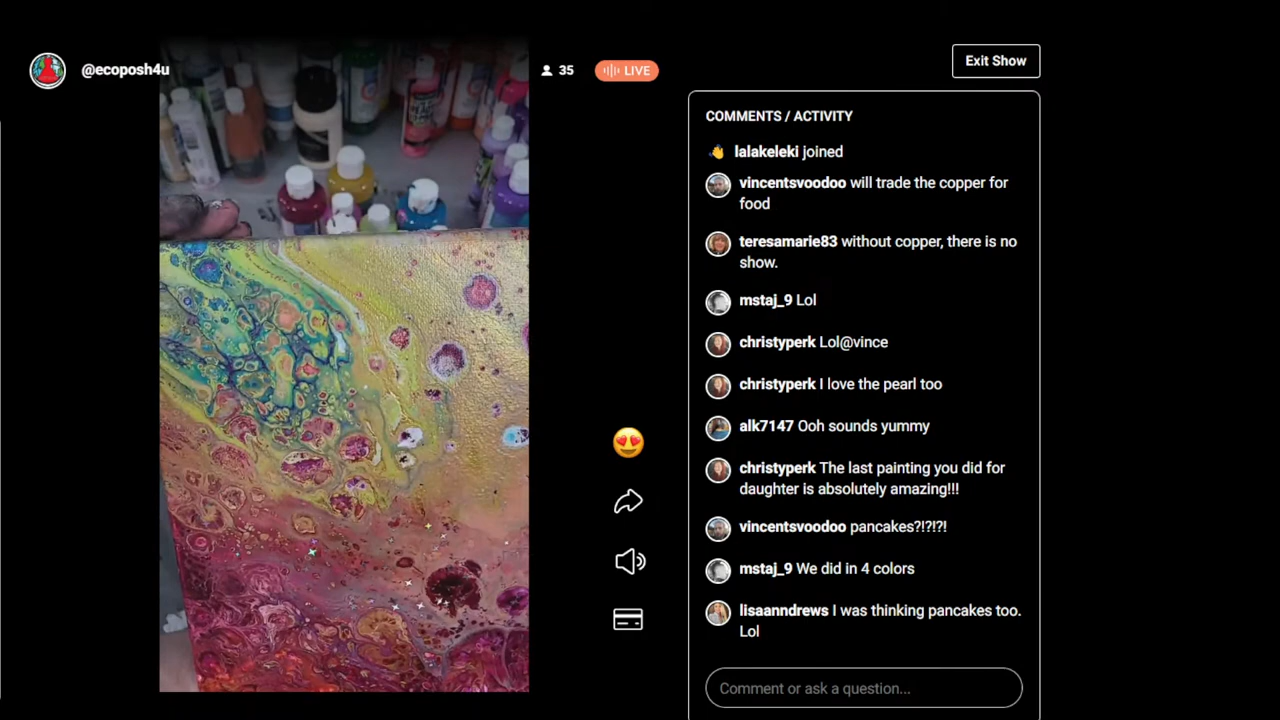 @ecoposh4u
35
LIVE
Exit Show
COMMENTS / ACTIVITY
lalakeleki joined
vincentsvoodoo will trade the copper for
food
teresamarie83 without copper, there is no
show.
mstaj_9 Lol
christyperk Lol@vince
christyperk I love the pearl too
alk7147 Ooh sounds yummy
christyperk The last painting you did for
daughter is absolutely amazing!!!
vincentsvoodoo pancakes?!?!?!
mstaj_9 We did in 4 colors
lisaanndrews I was thinking pancakes too.
Lol
Comment or ask a question...